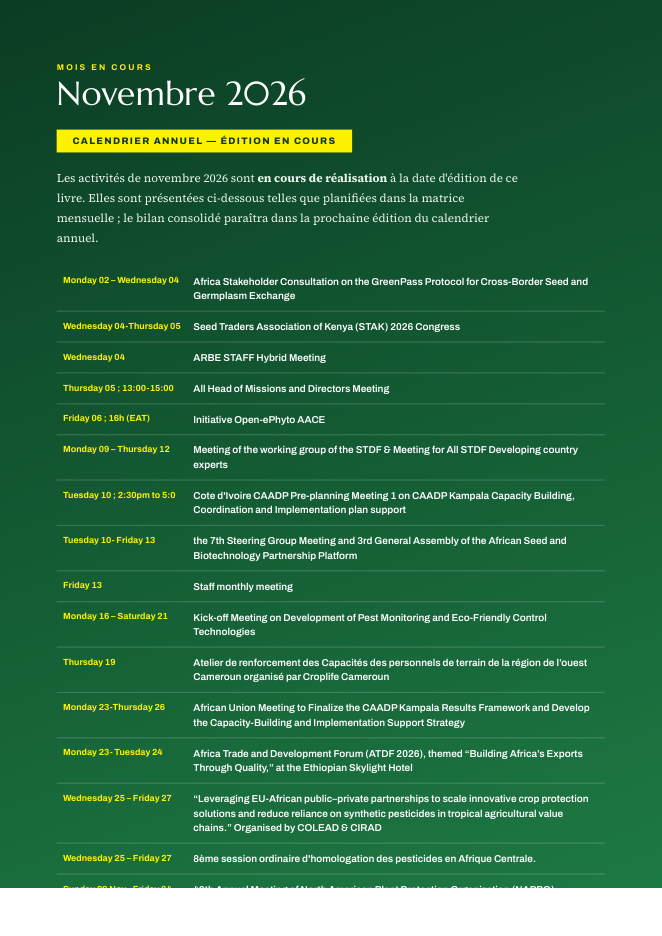 MOIS EN COURS
Novembre 2026
CALENDRIER ANNUEL — ÉDITION EN COURS
Les activités de novembre 2026 sont en cours de réalisation à la date d'édition de ce
livre. Elles sont présentées ci-dessous telles que planifiées dans la matrice
mensuelle ; le bilan consolidé paraîtra dans la prochaine édition du calendrier
annuel.
Monday 02 – Wednesday 04
Africa Stakeholder Consultation on the GreenPass Protocol for Cross-Border Seed and
Germplasm Exchange
Wednesday 04-Thursday 05
Seed Traders Association of Kenya (STAK) 2026 Congress
Wednesday 04
ARBE STAFF Hybrid Meeting
Thursday 05 ; 13:00-15:00
All Head of Missions and Directors Meeting
Friday 06 ; 16h (EAT)
Initiative Open-ePhyto AACE
Monday 09 – Thursday 12
Meeting of the working group of the STDF & Meeting for All STDF Developing country
experts
Tuesday 10 ; 2:30pm to 5:0
Cote d'Ivoire CAADP Pre-planning Meeting 1 on CAADP Kampala Capacity Building,
Coordination and Implementation plan support
Tuesday 10- Friday 13
the 7th Steering Group Meeting and 3rd General Assembly of the African Seed and
Biotechnology Partnership Platform
Friday 13
Staff monthly meeting
Monday 16 – Saturday 21
Kick-off Meeting on Development of Pest Monitoring and Eco-Friendly Control
Technologies
Thursday 19
Atelier de renforcement des Capacités des personnels de terrain de la région de l'ouest
Cameroun organisé par Croplife Cameroun
Monday 23-Thursday 26
African Union Meeting to Finalize the CAADP Kampala Results Framework and Develop
the Capacity-Building and Implementation Support Strategy
Monday 23- Tuesday 24
Africa Trade and Development Forum (ATDF 2026), themed “Building Africa’s Exports
Through Quality,” at the Ethiopian Skylight Hotel
Wednesday 25 – Friday 27
“Leveraging EU-African public–private partnerships to scale innovative crop protection
solutions and reduce reliance on synthetic pesticides in tropical agricultural value
chains.” Organised by COLEAD & CIRAD
Wednesday 25 – Friday 27
8ème session ordinaire d'homologation des pesticides en Afrique Centrale.